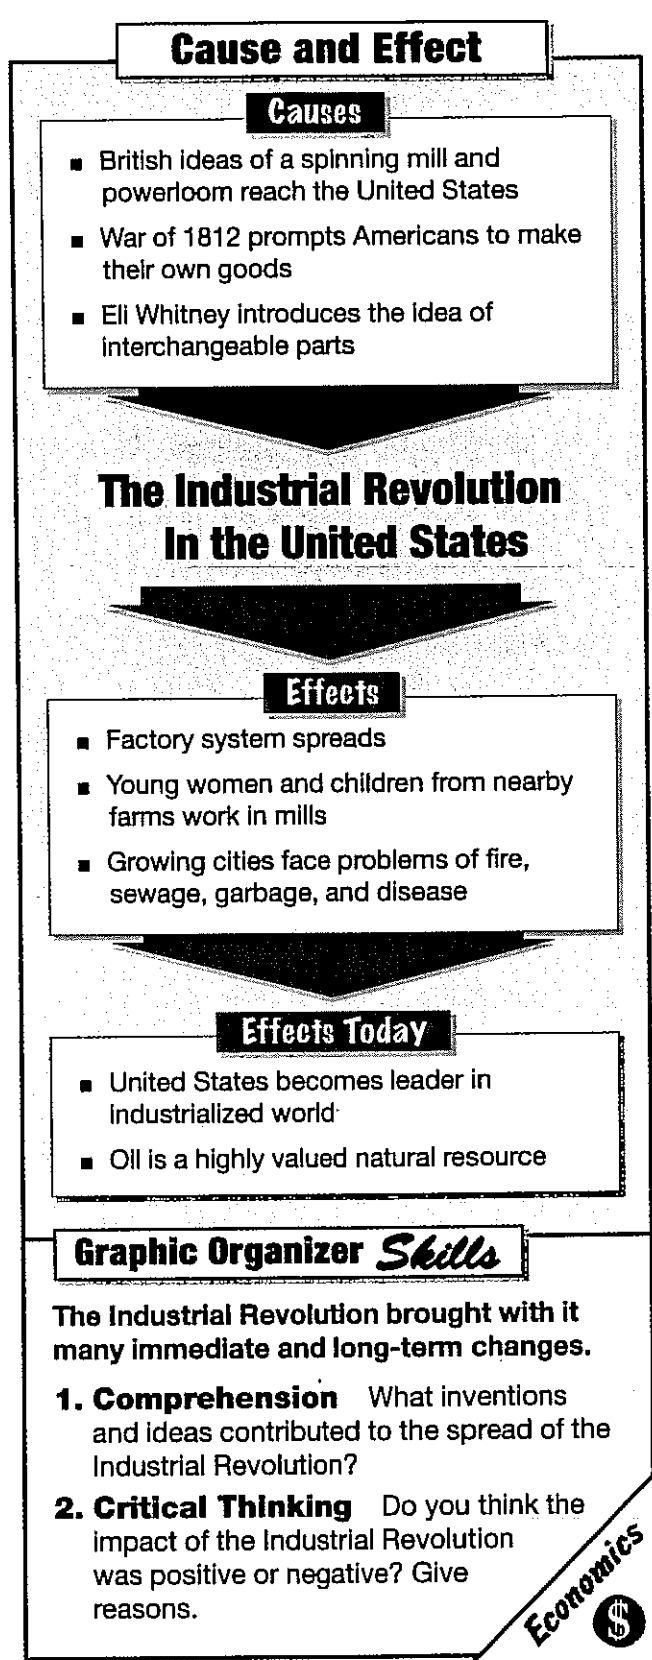 Cause and Effect
Causes
■ British ideas of a spinning mill and
powerloom reach the United States
■ War of 1812 prompts Americans to make
their own goods
■ Eli Whitney introduces the idea of
interchangeable parts
The Industrial Revolution
In the United States
Effects
■ Factory system spreads
■ Young women and children from nearby
farms work in mills
■ Growing cities face problems of fire,
sewage, garbage, and disease
Effects Today
■ United States becomes leader in
industrialized world
■ Oil is a highly valued natural resource
Graphic Organizer Skills
The Industrial Revolution brought with it
many immediate and long-term changes.
1. Comprehension What inventions
and ideas contributed to the spread of the
Industrial Revolution?
2. Critical Thinking Do you think the
impact of the Industrial Revolution
was positive or negative? Give
reasons.
Economics
$